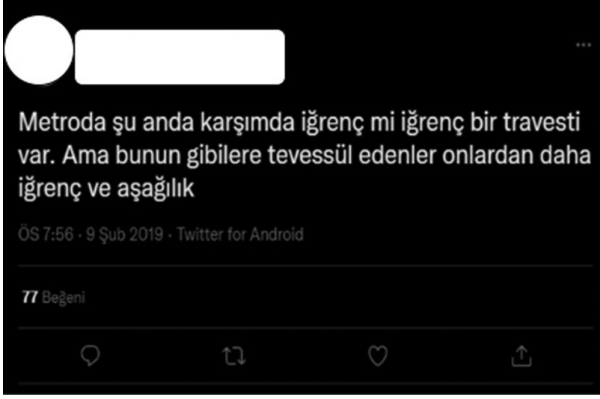 Metroda şu anda karşımda iğrenç mi iğrenç bir travesti
var. Ama bunun gibilere tevessül edenler onlardan daha
iğrenç ve aşağılık
ÖS 7:56 · 9 Şub 2019 · Twitter for Android
77 Beğeni